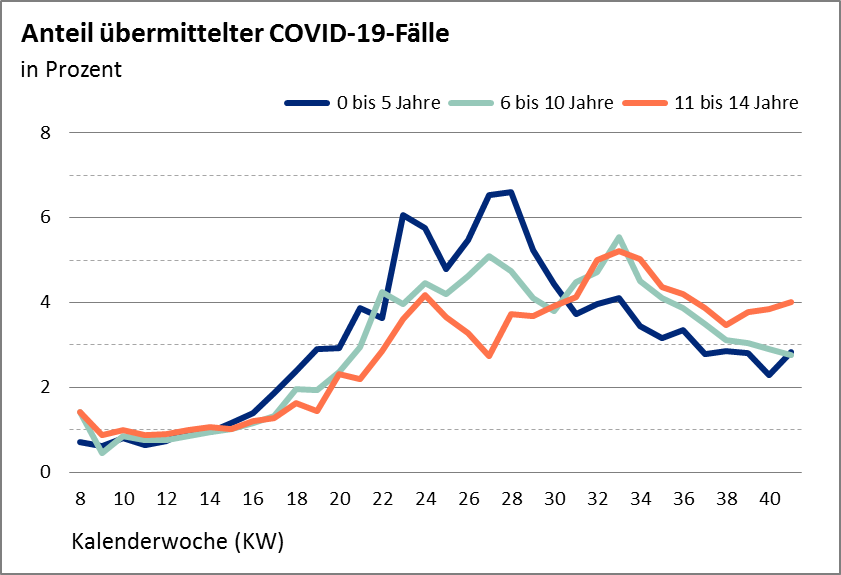 Anteil übermittelter COVID-19-Fälle
in Prozent
0 bis 5 Jahre 6 bis 10 Jahre 11 bis 14 Jahre
8
6
4
2
0
8 10 12 14 16 18 20 22 24 26 28 30 32 34 36 38 40
Kalenderwoche (KW)